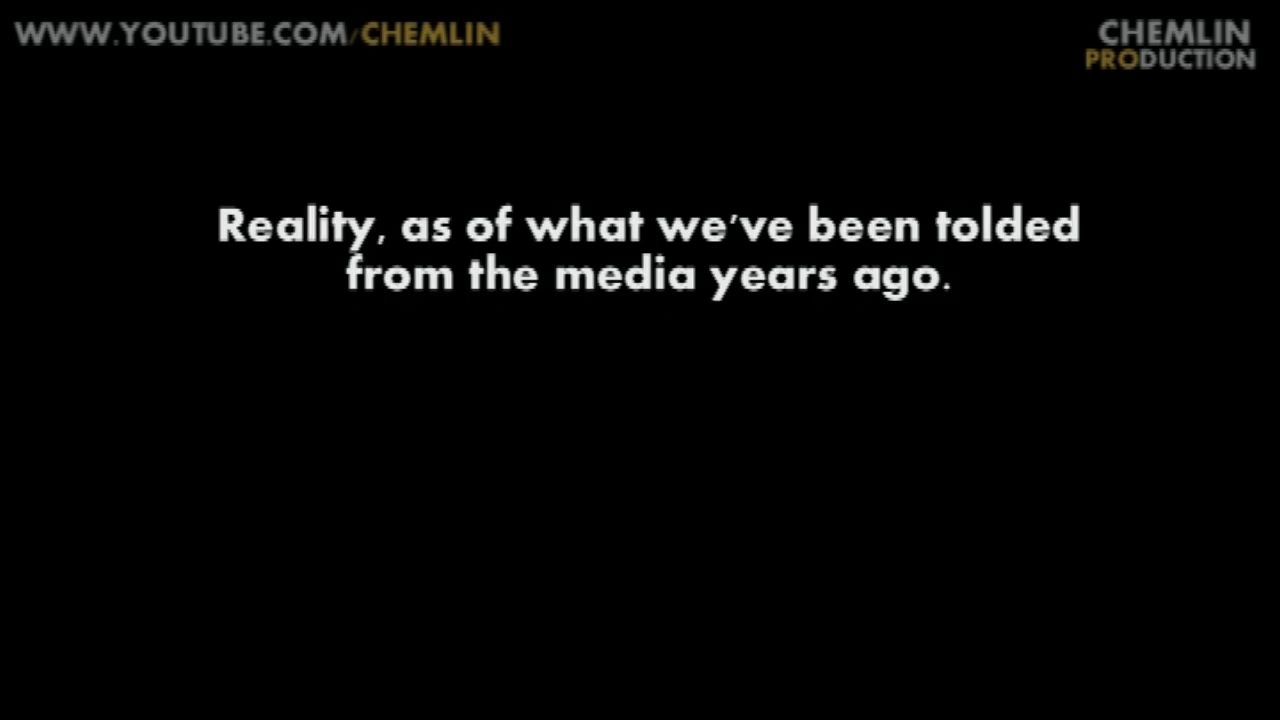 WWW.YOUTUBE.COM/CHEMLIN
CHEMLIN
PRODUCTION
Reality, as of what we've been tolded
from the media years ago.